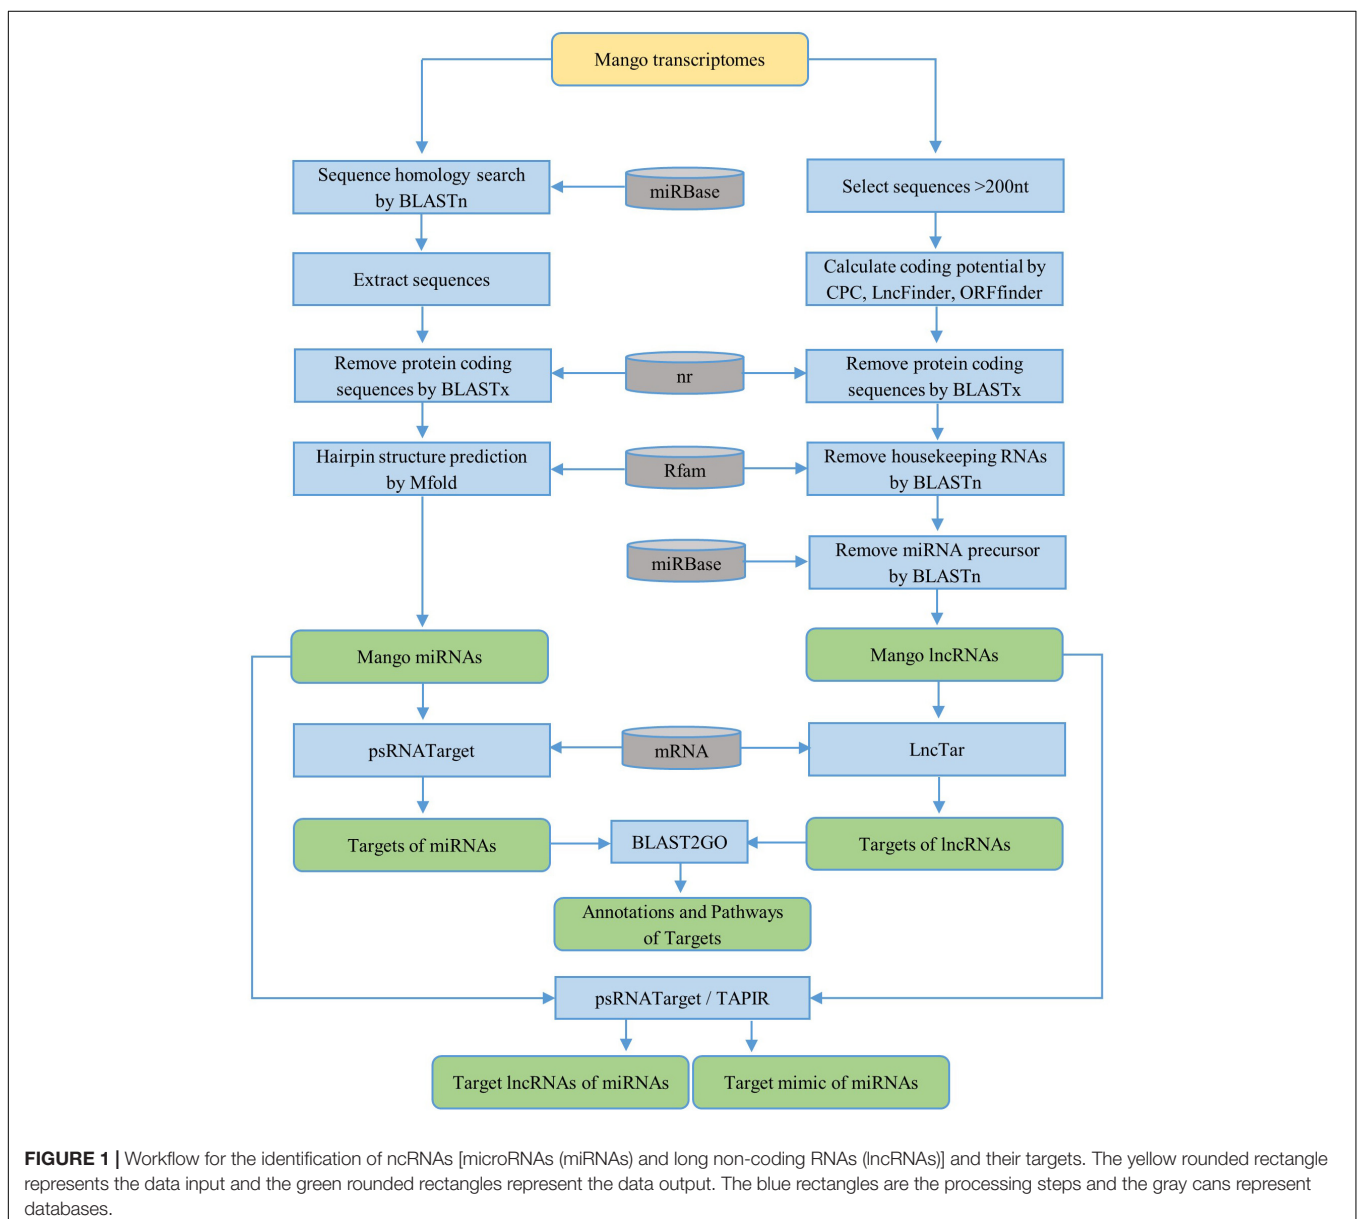 Mango transcriptomes
Sequence homology search
by BLASTn
miRBase
Select sequences >200nt
Extract sequences
Calculate coding potential by
CPC, LncFinder, ORFfinder
Remove protein coding
sequences by BLASTx
nr
Remove protein coding
sequences by BLASTx
Hairpin structure prediction
by Mfold
Rfam
Remove housekeeping RNAs
by BLASTn
miRBase
Remove miRNA precursor
by BLASTn
Mango miRNAs
Mango lncRNAs
psRNATarget
mRNA
LncTar
Targets of miRNAs
BLAST2GO
Targets of lncRNAs
Annotations and Pathways
of Targets
psRNATarget / TAPIR
Target lncRNAs of miRNAs
Target mimic of miRNAs
FIGURE 1 | Workflow for the identification of ncRNAs [microRNAs (miRNAs) and long non-coding RNAs (lncRNAs)] and their targets. The yellow rounded rectangle
represents the data input and the green rounded rectangles represent the data output. The blue rectangles are the processing steps and the gray cans represent
databases.